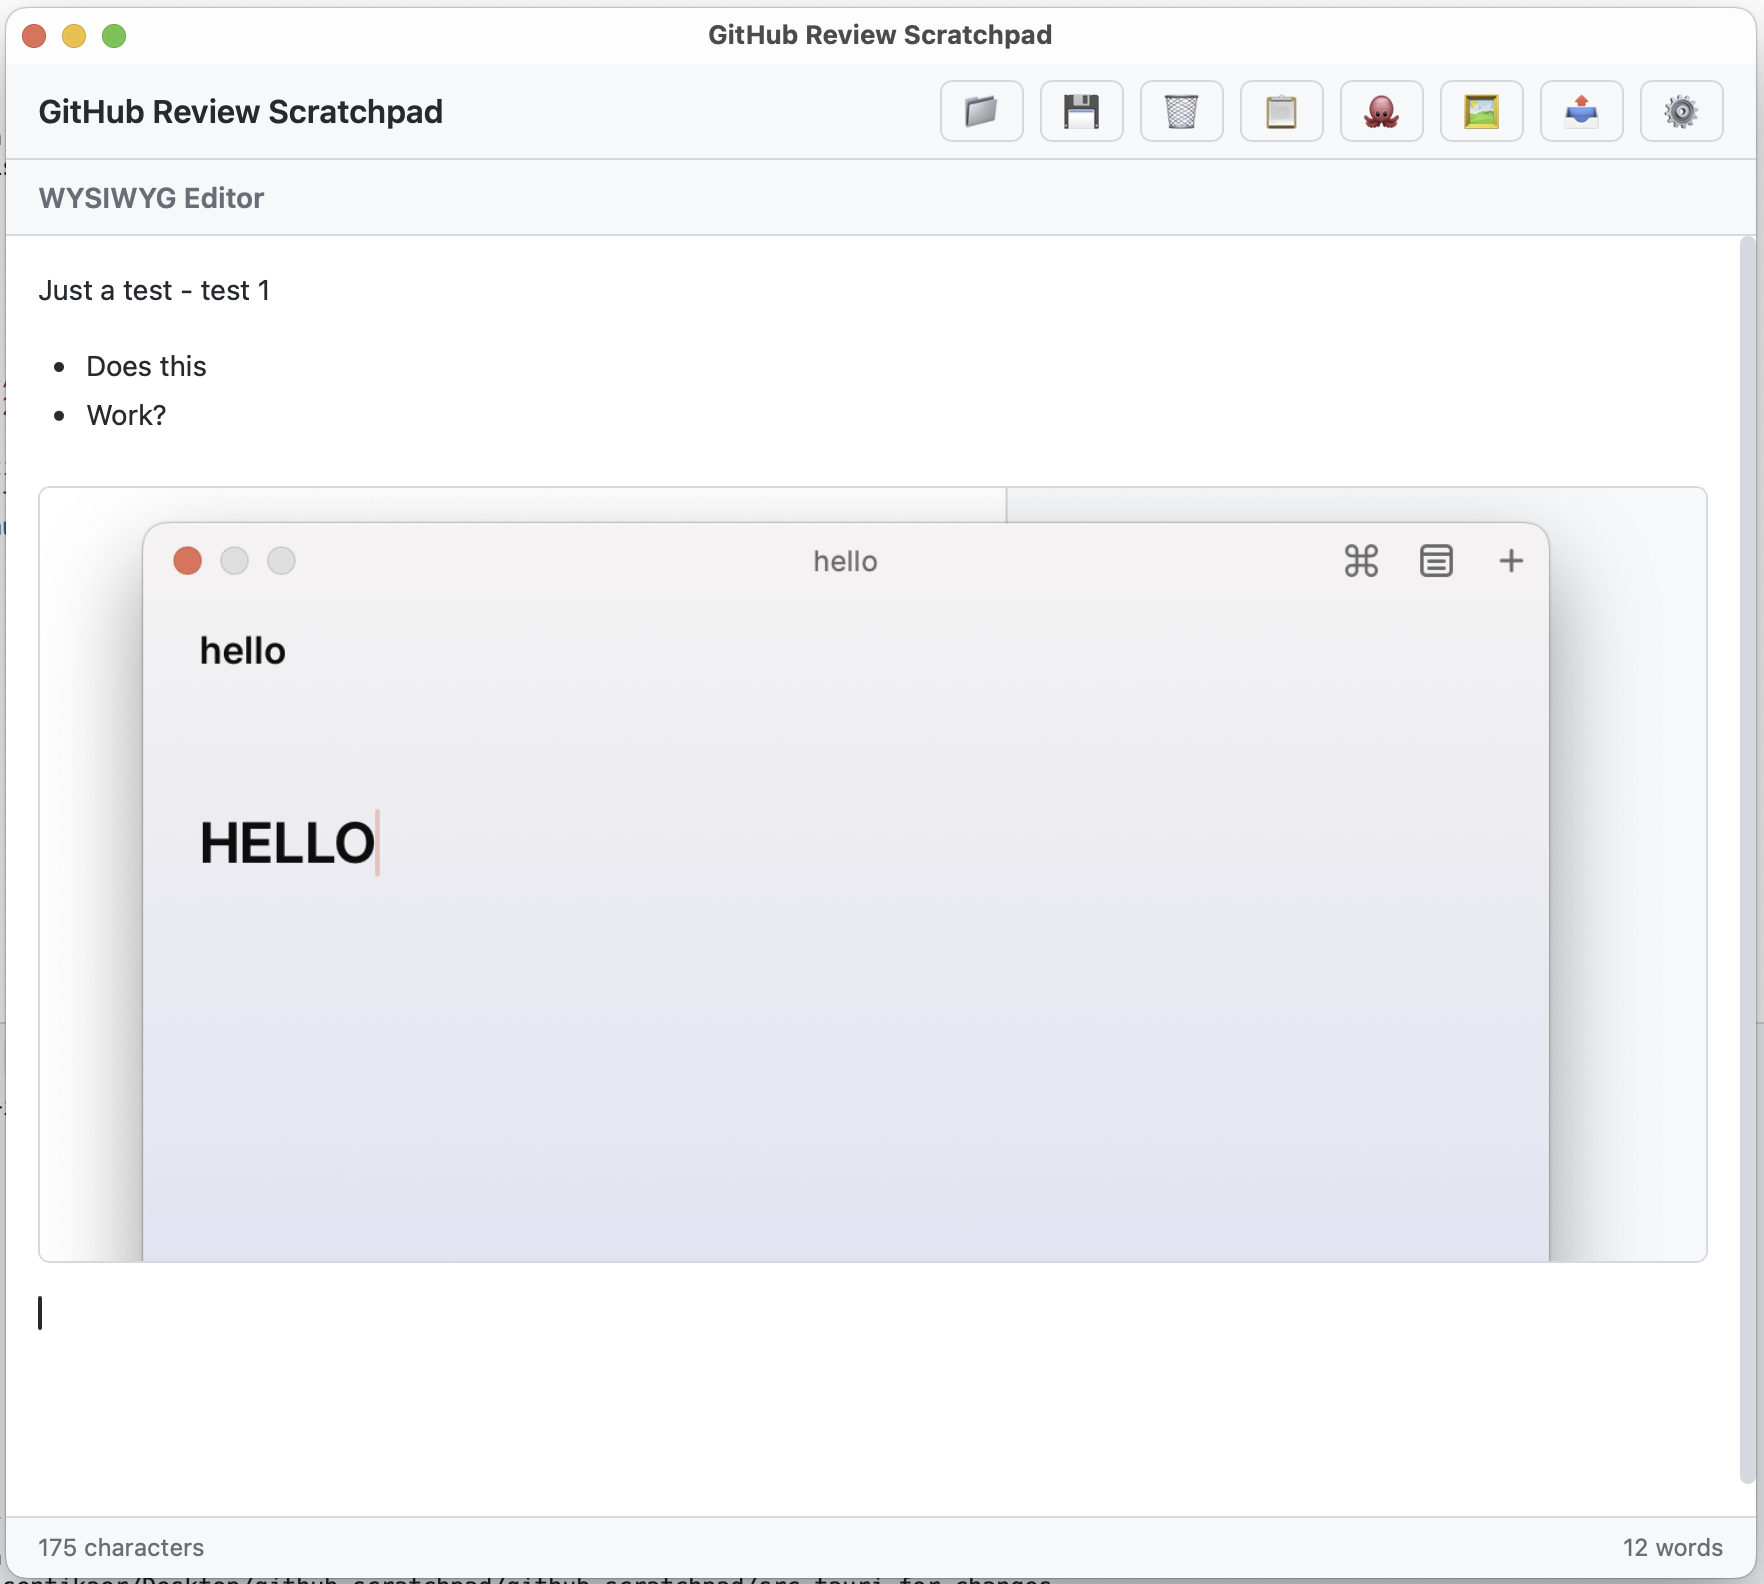 GitHub Review Scratchpad
GitHub Review Scratchpad
WYSIWYG Editor
Just a test - test 1
Does this
Work?
hello
hello
HELLO
175 characters
12 words